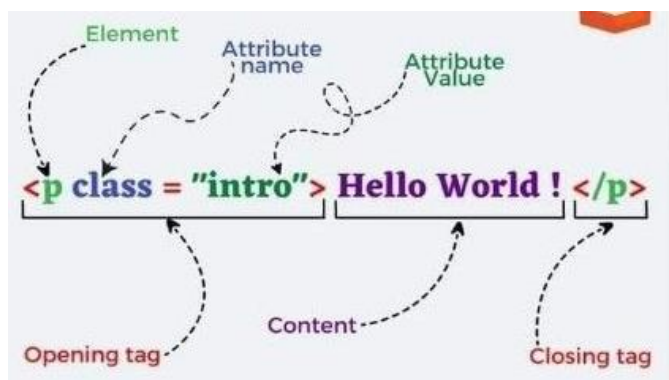 Element
Attribute
name
Attribute
Value
<p class = "intro"> Hello World ! </p>
Content
Opening tag
Closing tag